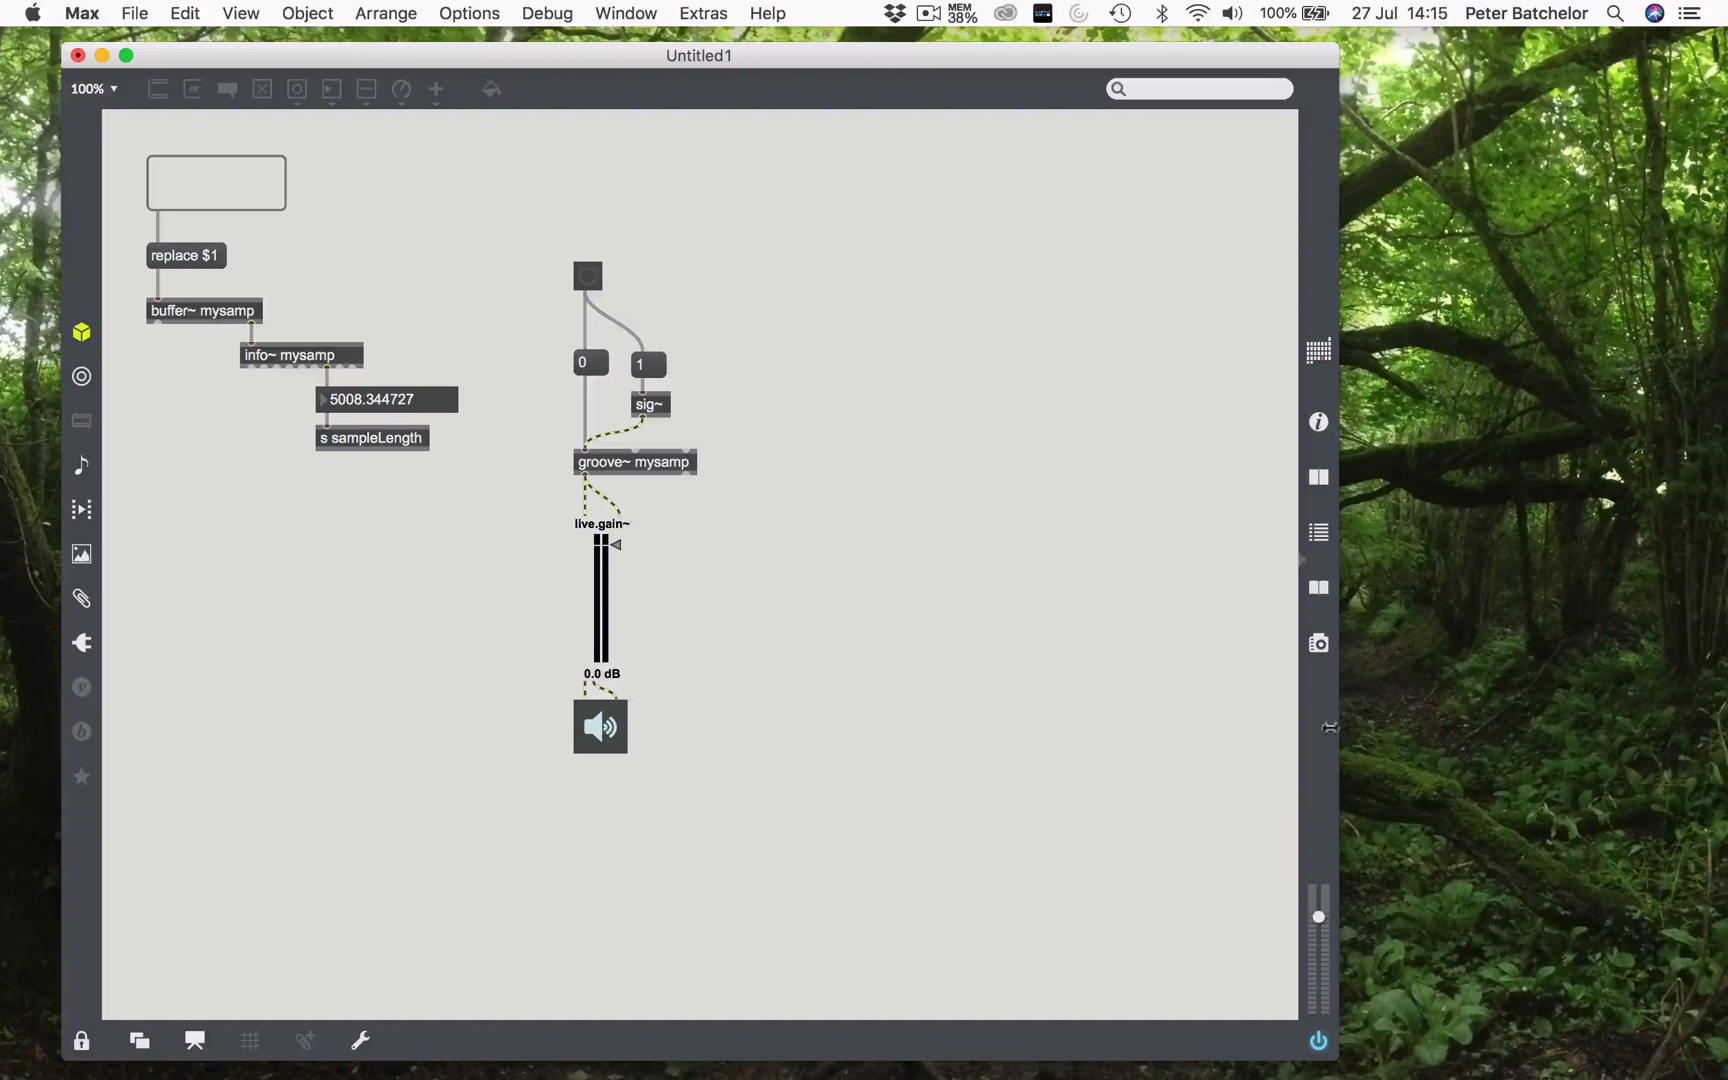 Max File Edit View Object Arrange Options Debug Window Extras Help MEM 38% 100% 27 Jul 14:15 Peter Batchelor
Untitled1
100%
replace $1
buffer~ mysamp
info~ mysamp
5008.344727
s sampleLength
0 1
sig~
groove~ mysamp
live.gain~
0.0 dB